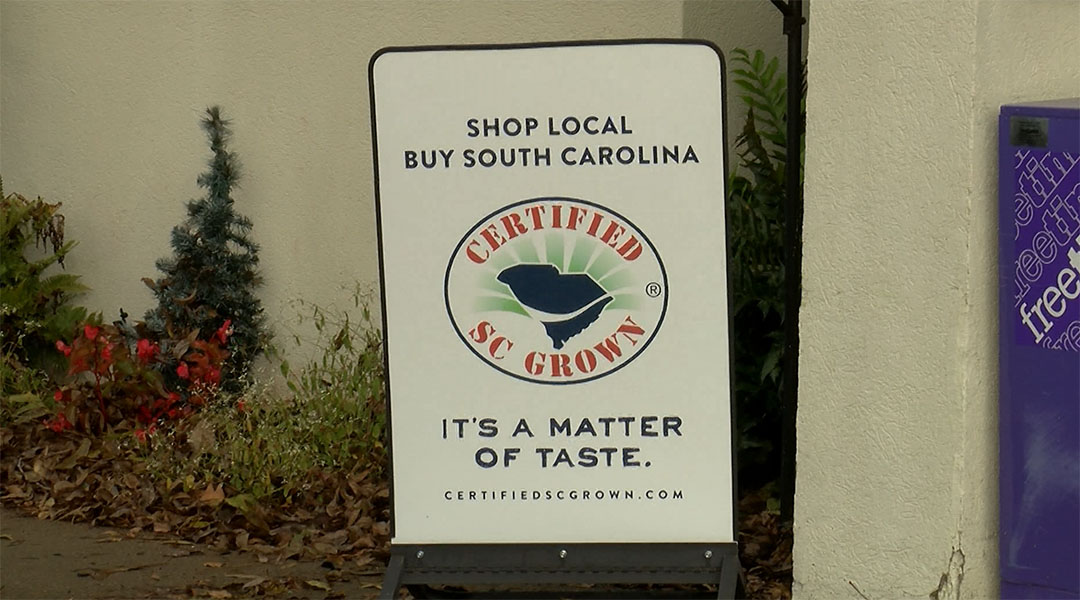 SHOP LOCAL
BUY SOUTH CAROLINA
CERTIFIED
®
SC GROWN
IT'S A MATTER
OF TASTE.
CERTIFIEDSCGROWN.COM